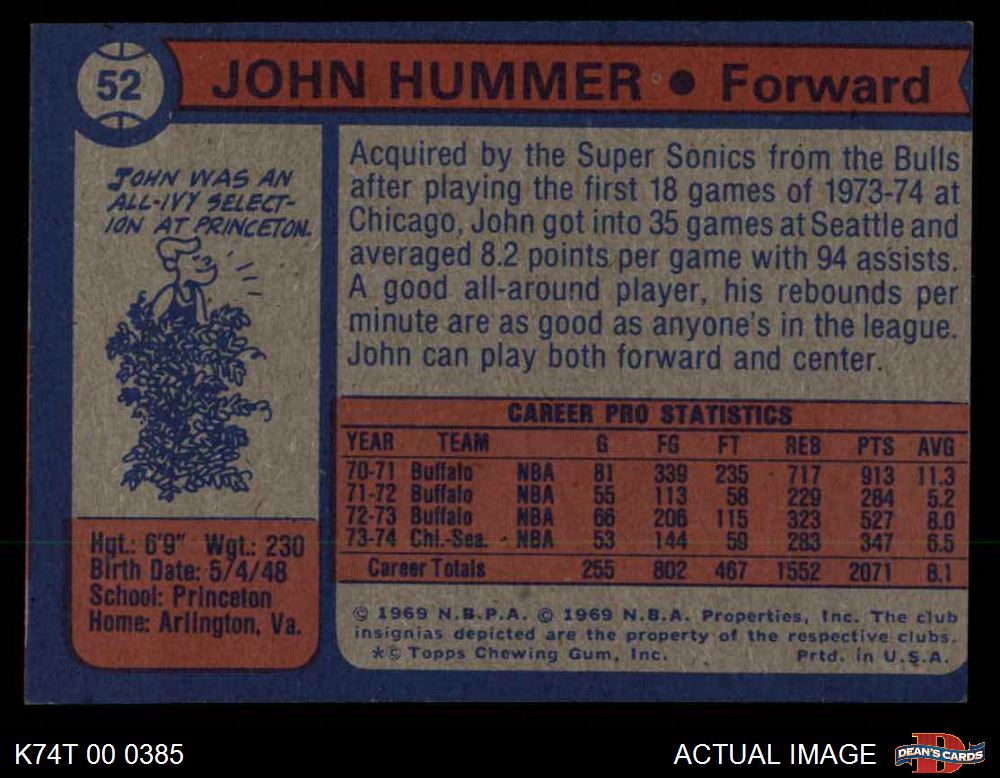 52
JOHN HUMMER • Forward
JOHN WAS AN
ALL-IVY SELECT-
ION AT PRINCETON.
Hgt.: 6'9" Wgt.: 230
Birth Date: 5/4/48
School: Princeton
Home: Arlington, Va.
Acquired by the Super Sonics from the Bulls
after playing the first 18 games of 1973-74 at
Chicago, John got into 35 games at Seattle and
averaged 8.2 points per game with 94 assists.
A good all-around player, his rebounds per
minute are as good as anyone's in the league.
John can play both forward and center.
CAREER PRO STATISTICS
YEAR TEAM G FG FT REB PTS AVG
70-71 Buffalo NBA 81 339 235 717 913 11.3
71-72 Buffalo NBA 55 113 58 229 284 5.2
72-73 Buffalo NBA 66 206 115 323 527 8.0
73-74 Chi.-Sea. NBA 53 144 59 283 347 6.5
Career Totals 255 802 467 1552 2071 8.1
© 1969 N.B.P.A. © 1969 N.B.A. Properties, Inc. The club
insignias depicted are the property of the respective clubs.
*© Topps Chewing Gum, Inc. Prtd. in U.S.A.
K74T 00 0385
ACTUAL IMAGE
DEAN'S CARDS